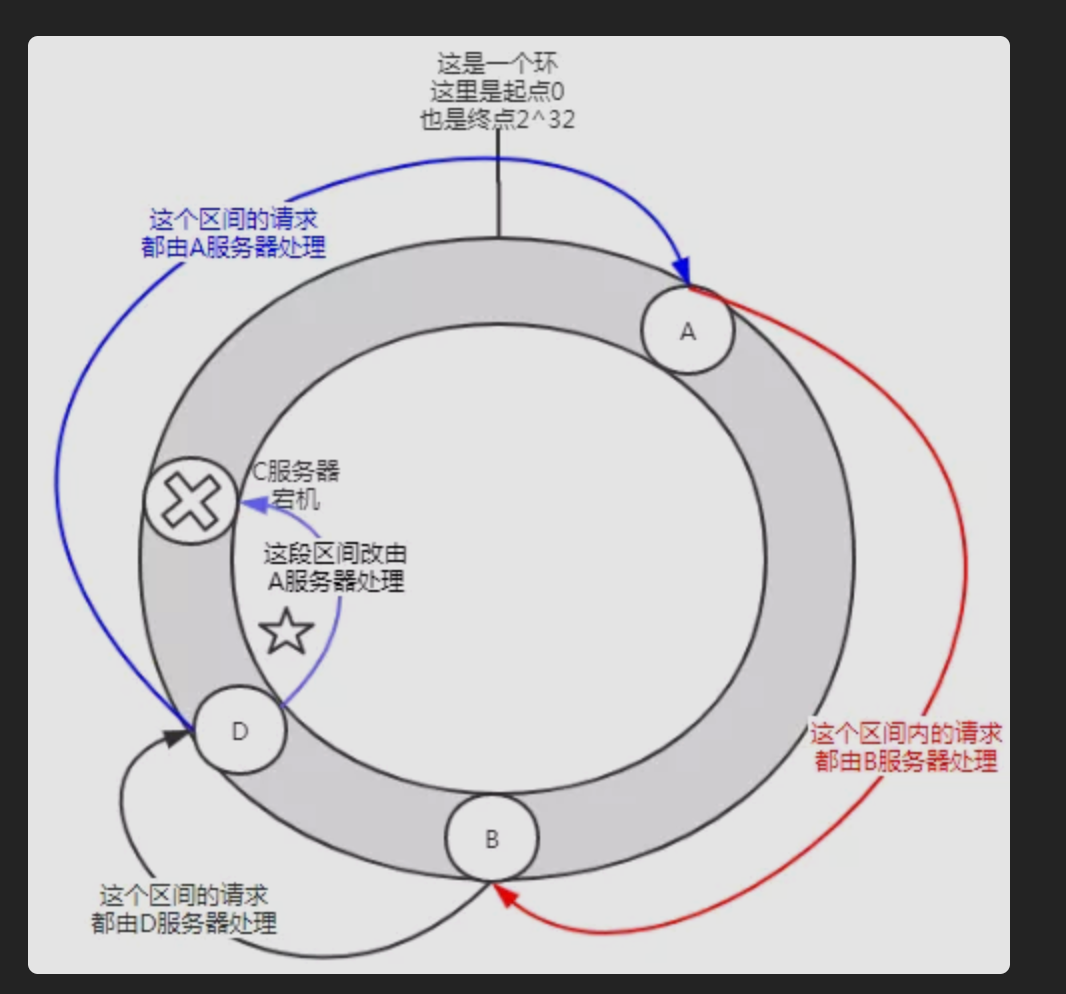 这是一个环
这里是起点0
也是终点2^32
这个区间的请求
都由A服务器处理
A
C服务器
宕机
这段区间改由
A服务器处理
D
这个区间内的请求
都由B服务器处理
B
这个区间的请求
都由D服务器处理